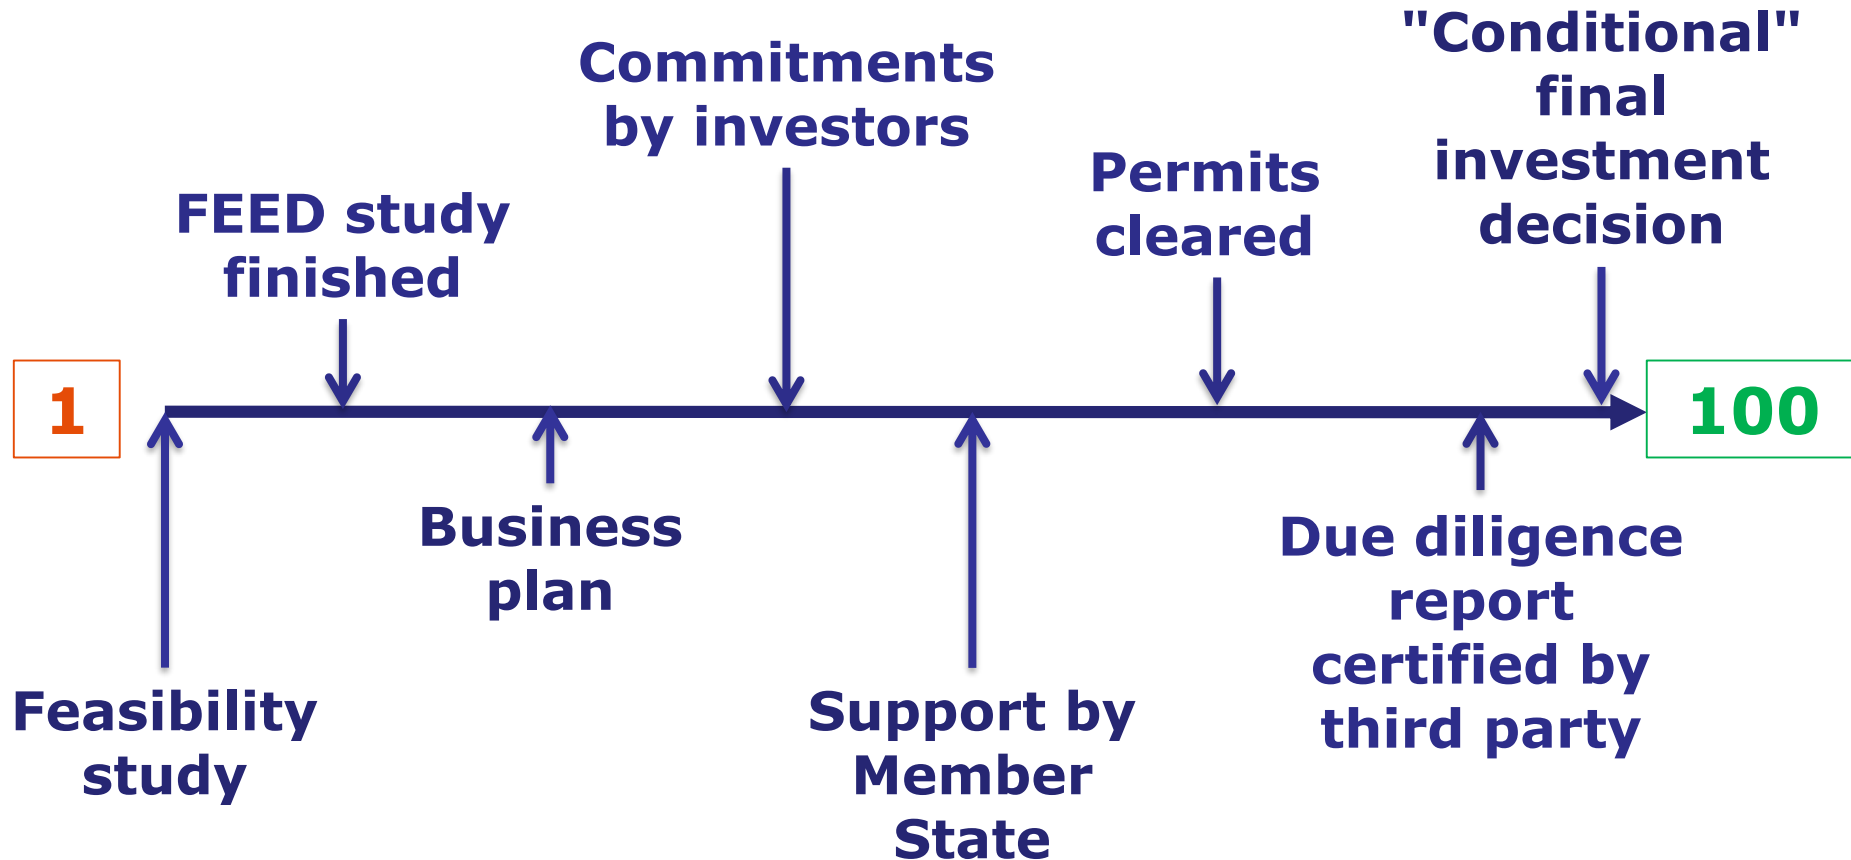 "Conditional"
final
investment
decision
Commitments
by investors
Permits
cleared
FEED study
finished
1
100
Business
plan
Due diligence
report
certified by
third party
Feasibility
study
Support by
Member
State